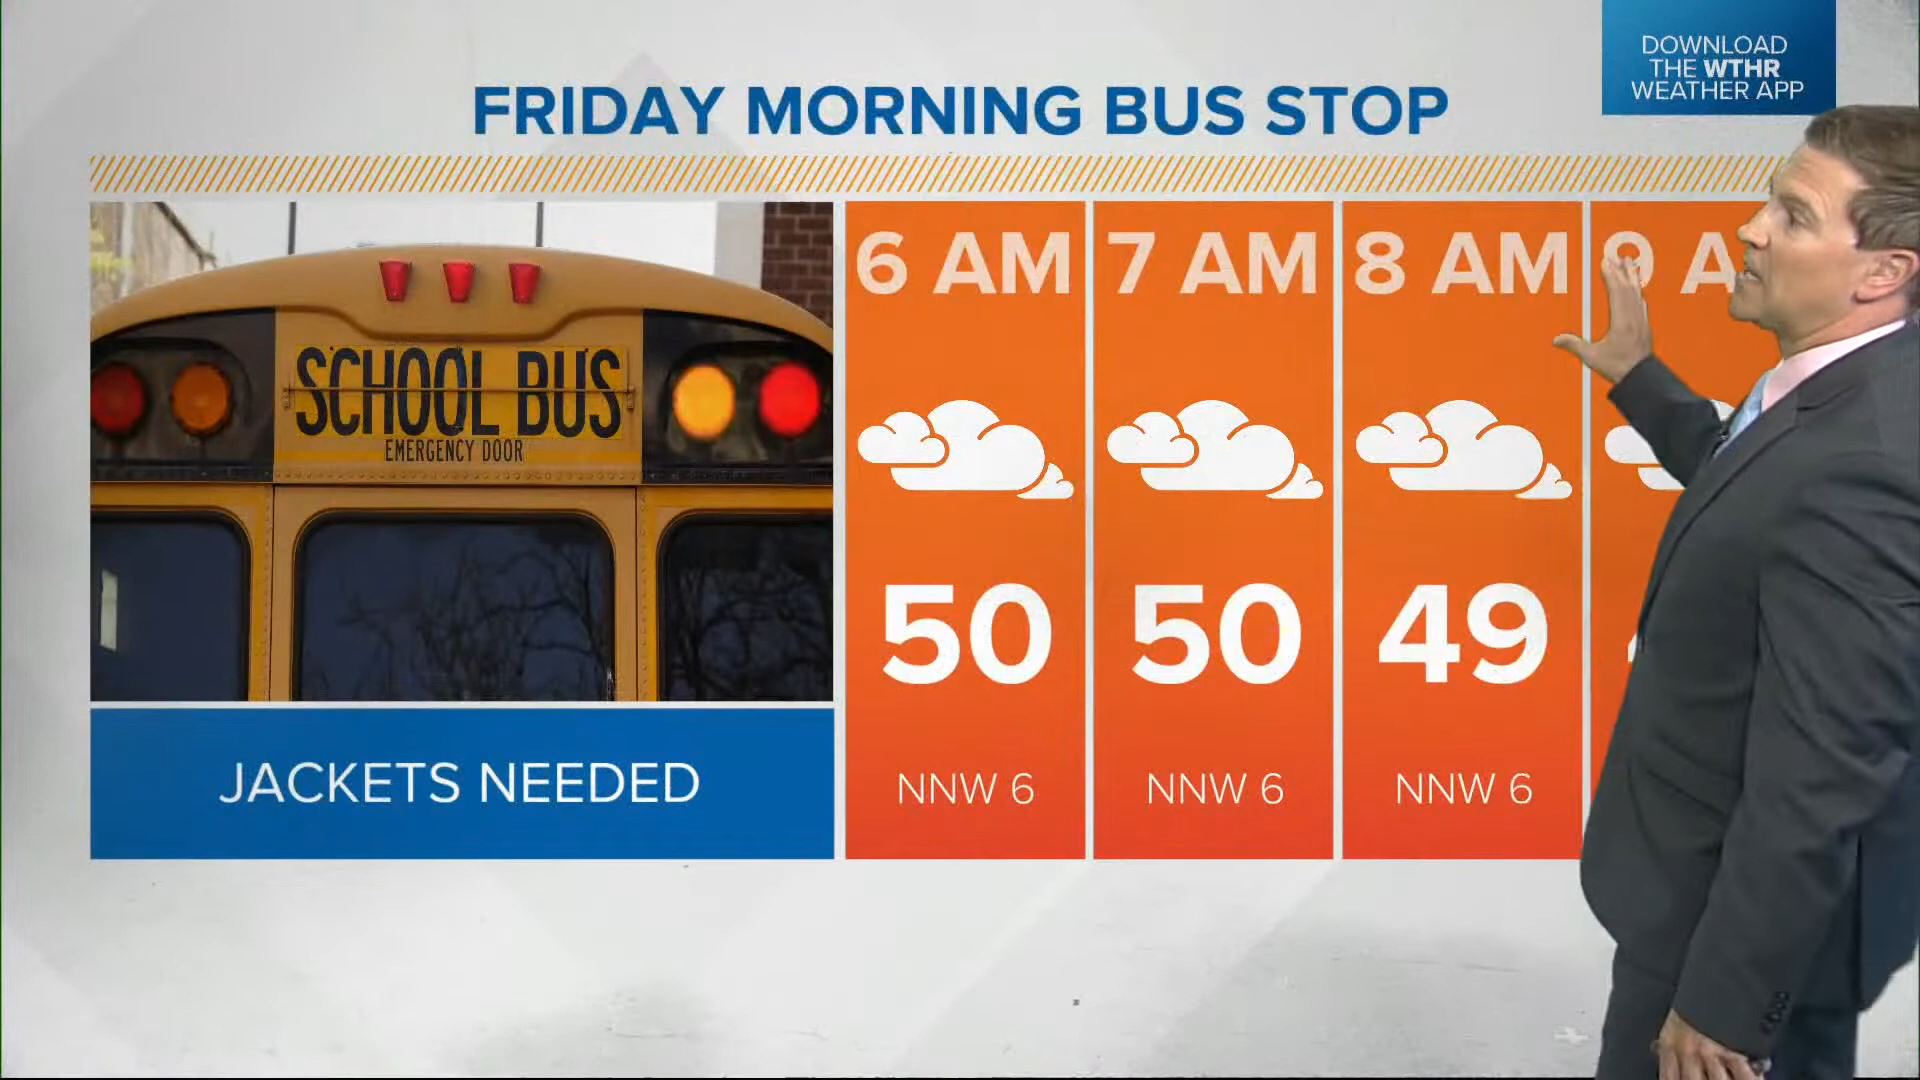 DOWNLOAD
THE WTHR
WEATHER APP
FRIDAY MORNING BUS STOP
SCHOOL BUS
EMERGENCY DOOR
JACKETS NEEDED
6 AM
50
NNW 6
7 AM
50
NNW 6
8 AM
49
NNW 6
9